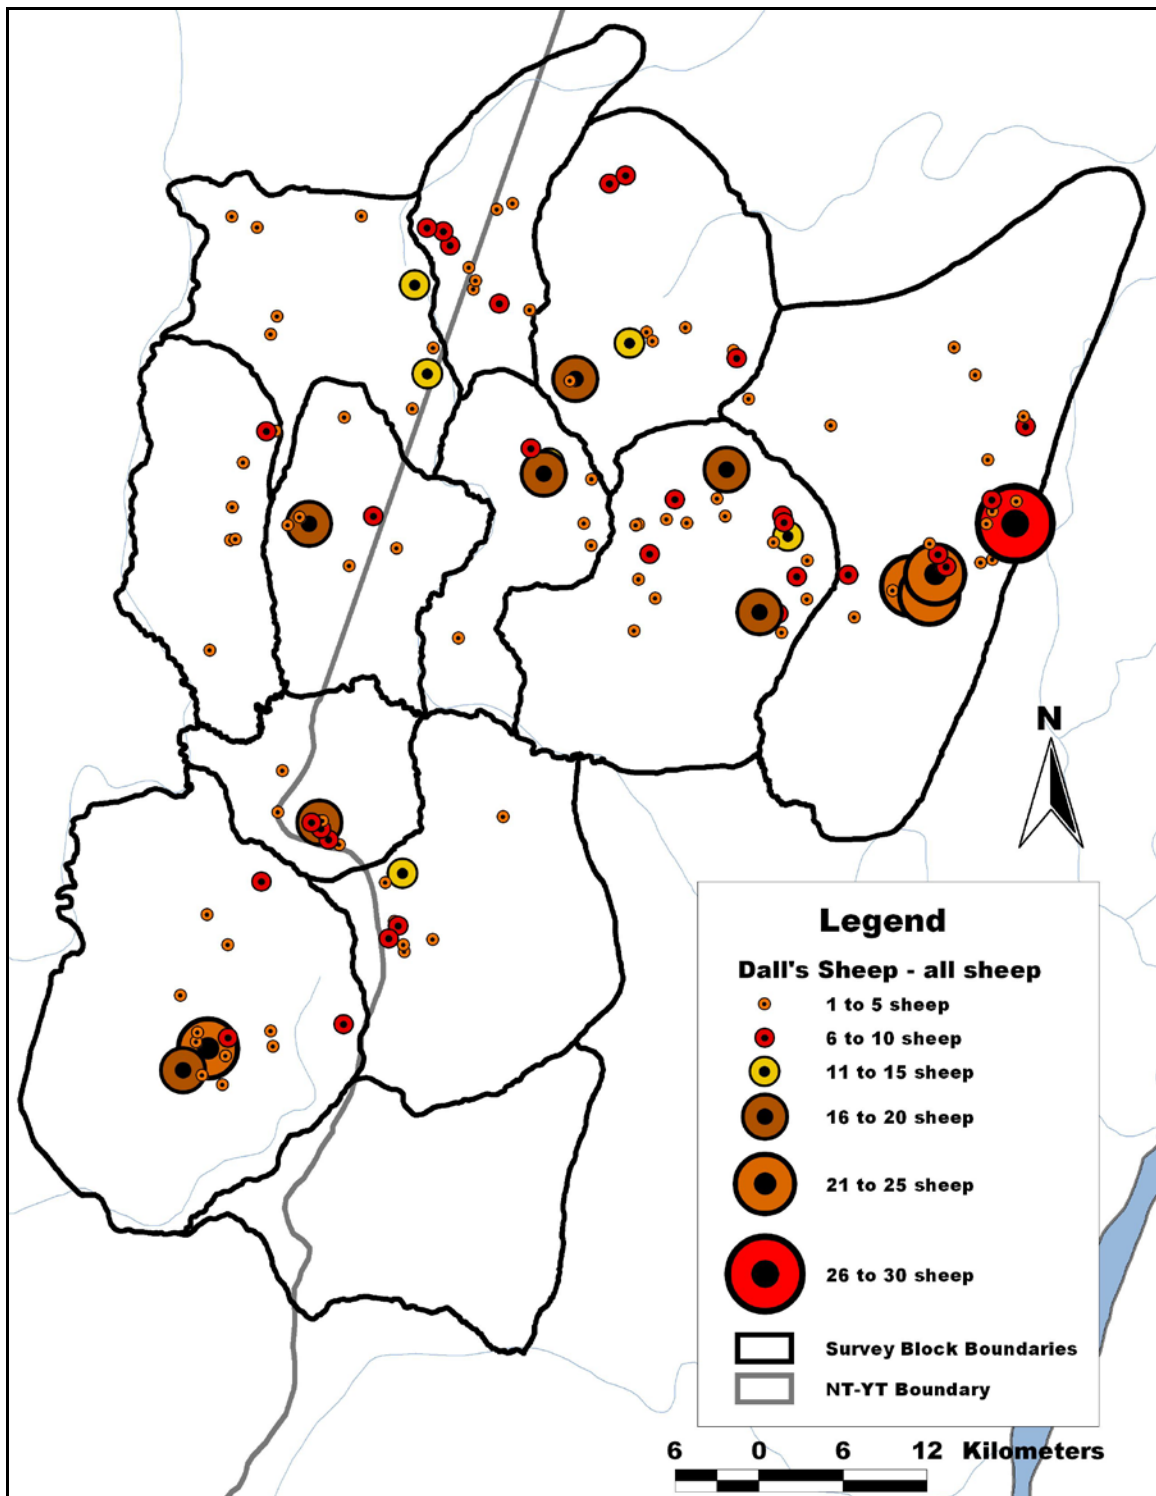 N
Legend
Dall's Sheep - all sheep
1 to 5 sheep
6 to 10 sheep
11 to 15 sheep
16 to 20 sheep
21 to 25 sheep
26 to 30 sheep
Survey Block Boundaries
NT-YT Boundary
6 0 6 12 Kilometers